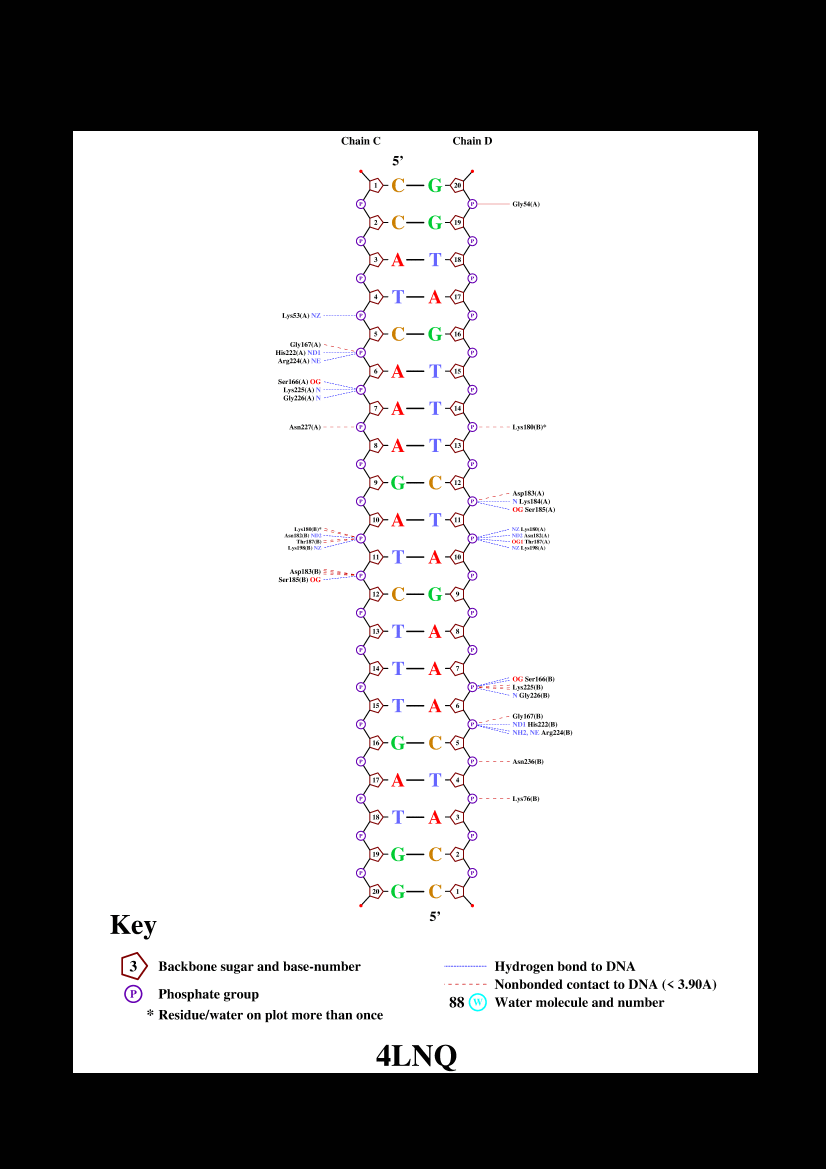 Chain C Chain D
5’
1 C G 20
P P Gly54(A)
2 C G 19
P P
3 A T 18
P P
4 T A 17
Lys53(A) NZ P P
5 C G 16
Gly167(A)
His222(A) ND1 P P
Arg224(A) NE
6 A T 15
Ser166(A) OG
Lys225(A) N P P
Gly226(A) N
7 A T 14
Asn227(A) P P Lys180(B)*
8 A T 13
P P
9 G C 12
Asp183(A)
P P N Lys184(A)
OG Ser185(A)
10 A T 11
Lys180(B)* NZ Lys180(A)
Asn182(B) ND2 P P ND2 Asn182(A)
Thr187(B) OG1 Thr187(A)
Lys198(B) NZ NZ Lys198(A)
11 T A 10
Asp183(B) P P
Ser185(B) OG
12 C G 9
P P
13 T A 8
P P
14 T A 7
OG Ser166(B)
P P Lys225(B)
N Gly226(B)
15 T A 6
Gly167(B)
P P ND1 His222(B)
NH2, NE Arg224(B)
16 G C 5
P P Asn236(B)
17 A T 4
P P Lys76(B)
18 T A 3
P P
19 G C 2
P P
20 G C 1
5’
Key
3 Backbone sugar and base-number
P Phosphate group
* Residue/water on plot more than once
Hydrogen bond to DNA
Nonbonded contact to DNA (< 3.90A)
88 W Water molecule and number
4LNQ